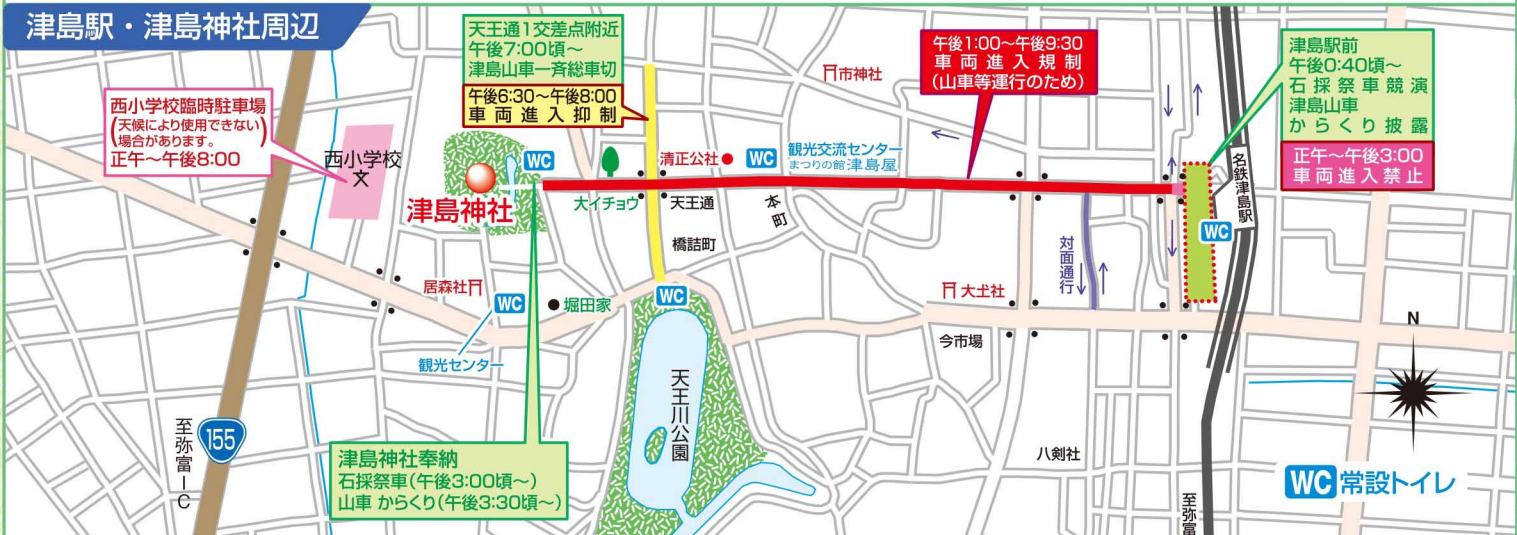 津島駅・津島神社周辺
天王通1交差点附近
午後7:00頃～
津島山車一斉総車切
午後6:30～午後8:00
車両進入抑制
午後1:00～午後9:30
車両進入規制
(山車等運行のため)
津島駅前
午後0:40頃～
石採祭車競演
津島山車
からくり披露
正午～午後3:00
車両進入禁止
西小学校臨時駐車場
(天候により使用できない
場合があります。)
正午～午後8:00
西小学校
文
津島神社
WC
大イチョウ
清正公社
WC
観光交流センター
まつりの館 津島屋
天王通
橋詰町
本町
市神社
名鉄津島駅
WC
対面通行
居森社
WC
堀田家
観光センター
WC
大土社
今市場
天王川公園
八剣社
N
155
至弥富IC
津島神社奉納
石採祭車(午後3:00頃～)
山車 からくり(午後3:30頃～)
WC 常設トイレ
至弥富